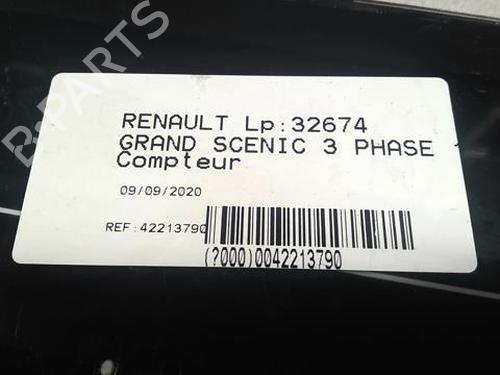 B-PARTS
RENAULT Lp:32674
GRAND SCENIC 3 PHASE
Compteur
09/09/2020
REF:42213790
(?000)0042213790